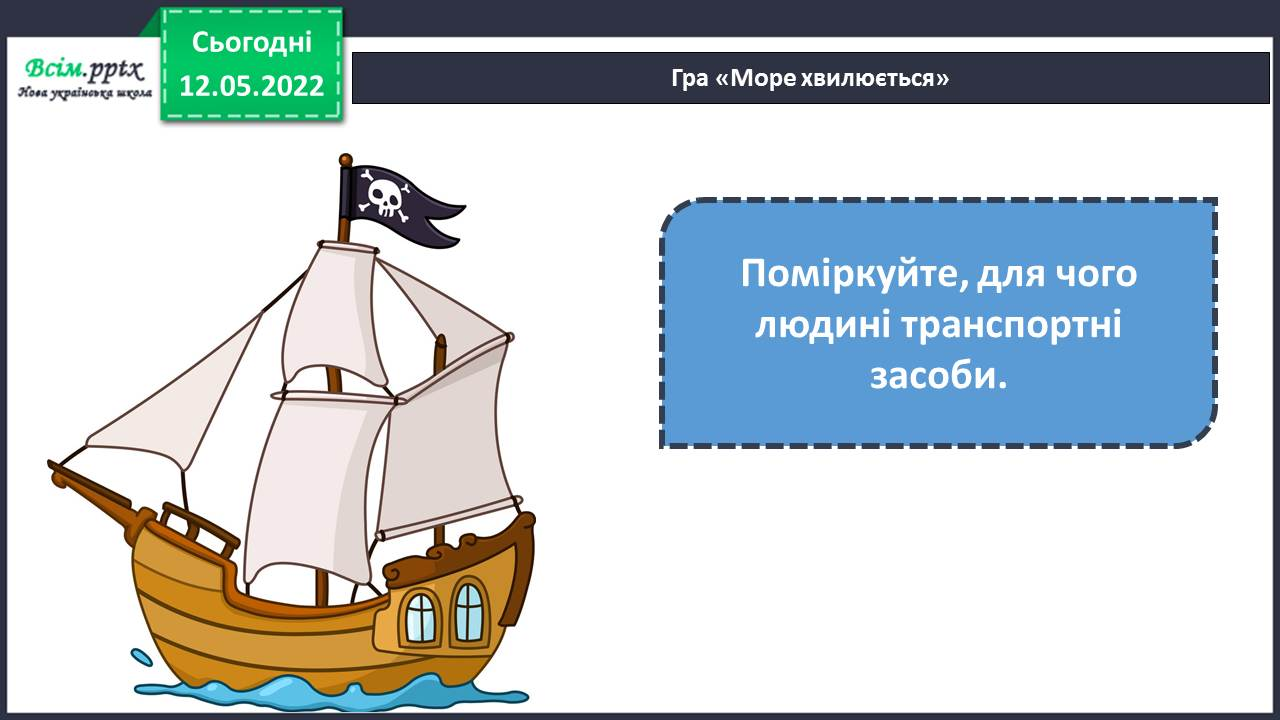 Всім.pptx
Нова українська школа
Сьогодні
12.05.2022
Гра «Море хвилюється»
Поміркуйте, для чого
людині транспортні
засоби.